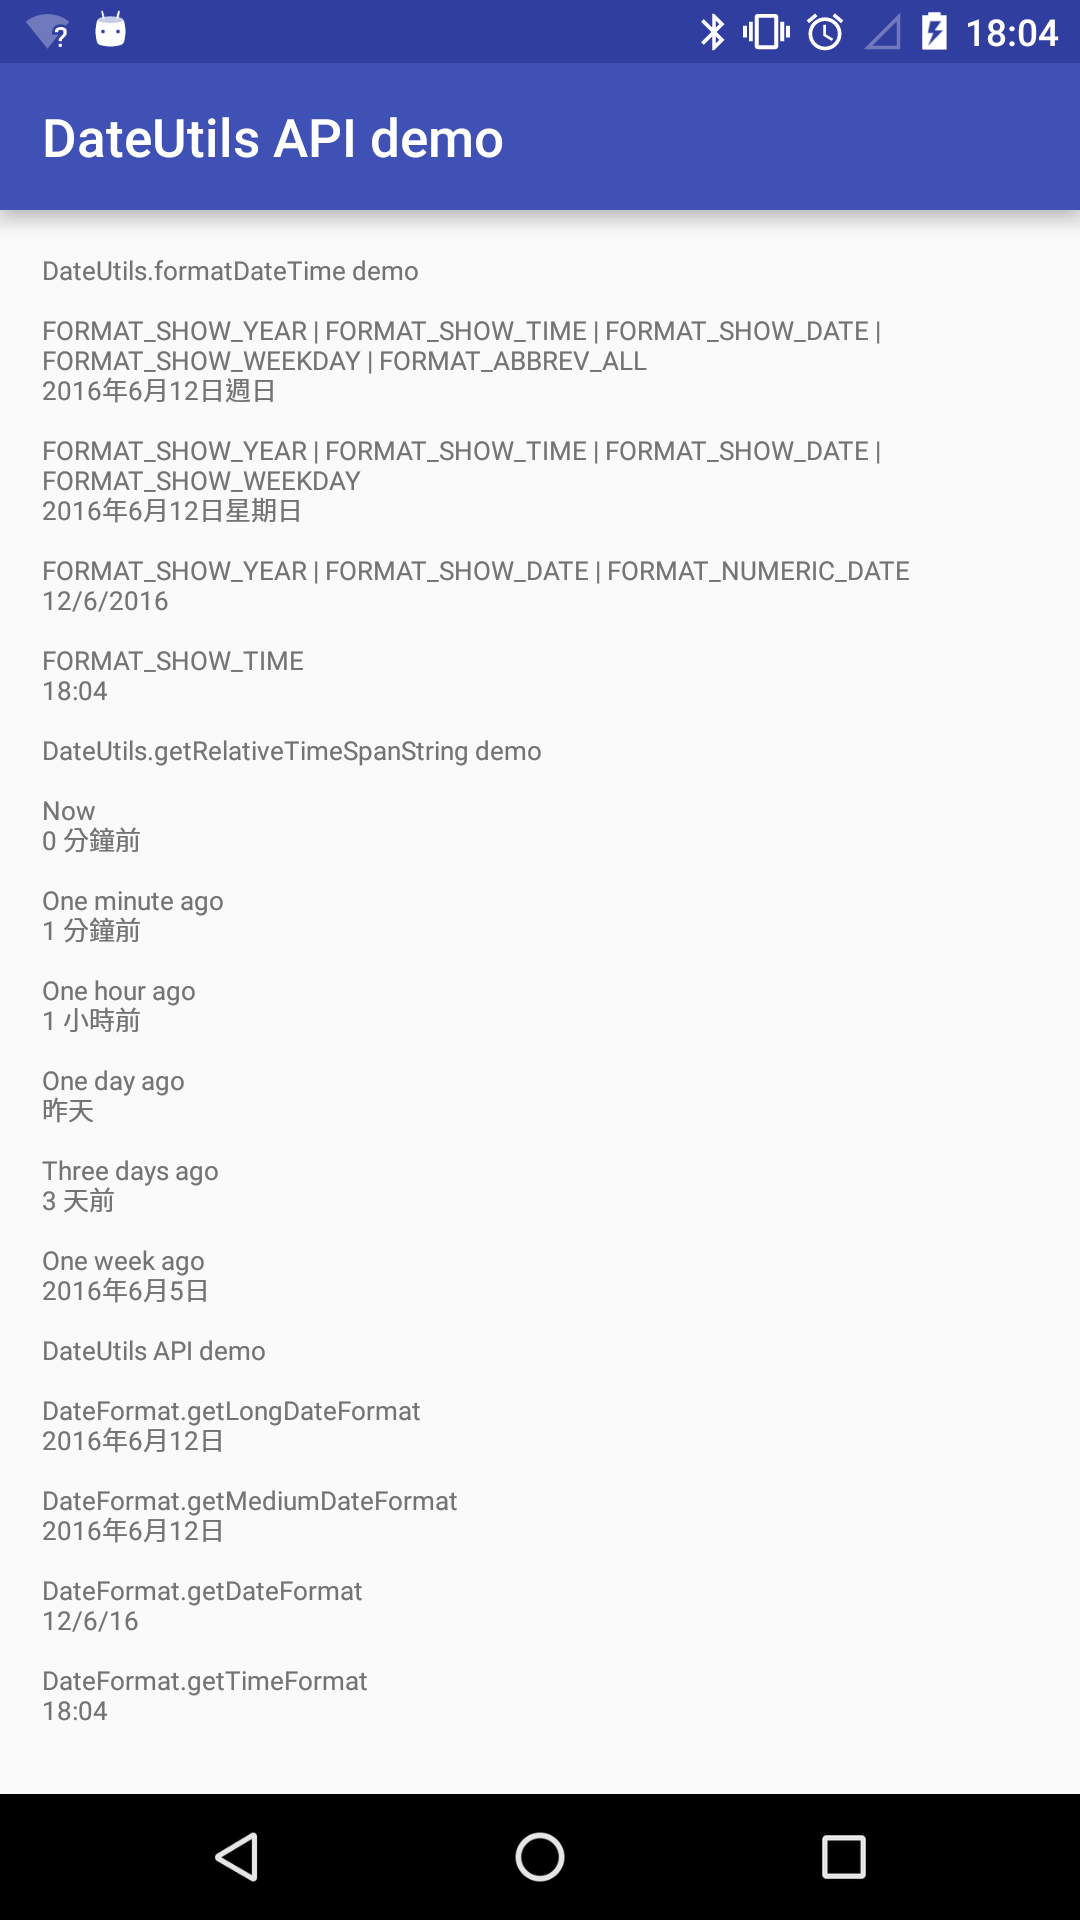 18:04
DateUtils API demo
DateUtils.formatDateTime demo
FORMAT_SHOW_YEAR | FORMAT_SHOW_TIME | FORMAT_SHOW_DATE |
FORMAT_SHOW_WEEKDAY | FORMAT_ABBREV_ALL
2016年6月12日週日
FORMAT_SHOW_YEAR | FORMAT_SHOW_TIME | FORMAT_SHOW_DATE |
FORMAT_SHOW_WEEKDAY
2016年6月12日星期日
FORMAT_SHOW_YEAR | FORMAT_SHOW_DATE | FORMAT_NUMERIC_DATE
12/6/2016
FORMAT_SHOW_TIME
18:04
DateUtils.getRelativeTimeSpanString demo
Now
0 分鐘前
One minute ago
1 分鐘前
One hour ago
1 小時前
One day ago
昨天
Three days ago
3 天前
One week ago
2016年6月5日
DateUtils API demo
DateFormat.getLongDateFormat
2016年6月12日
DateFormat.getMediumDateFormat
2016年6月12日
DateFormat.getDateFormat
12/6/16
DateFormat.getTimeFormat
18:04